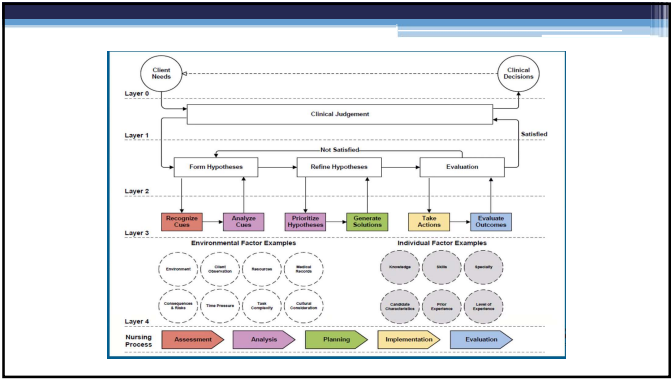 Client
Needs
Clinical
Decisions
Layer 0
Clinical Judgement
Layer 1
Satisfied
Not Satisfied
Form Hypotheses
Refine Hypotheses
Evaluation
Layer 2
Recognize
Cues
Analyze
Cues
Prioritize
Hypotheses
Generate
Solutions
Take
Actions
Evaluate
Outcomes
Layer 3
Environmental Factor Examples
Individual Factor Examples
Environment
Client
Observation
Resources
Medical
Records
Knowledge
Skills
Specialty
Consequences
& Risks
Time Pressure
Task
Complexity
Cultural
Consideration
Candidate
Characteristics
Prior
Experience
Level of
Experience
Layer 4
Nursing
Process
Assessment
Analysis
Planning
Implementation
Evaluation